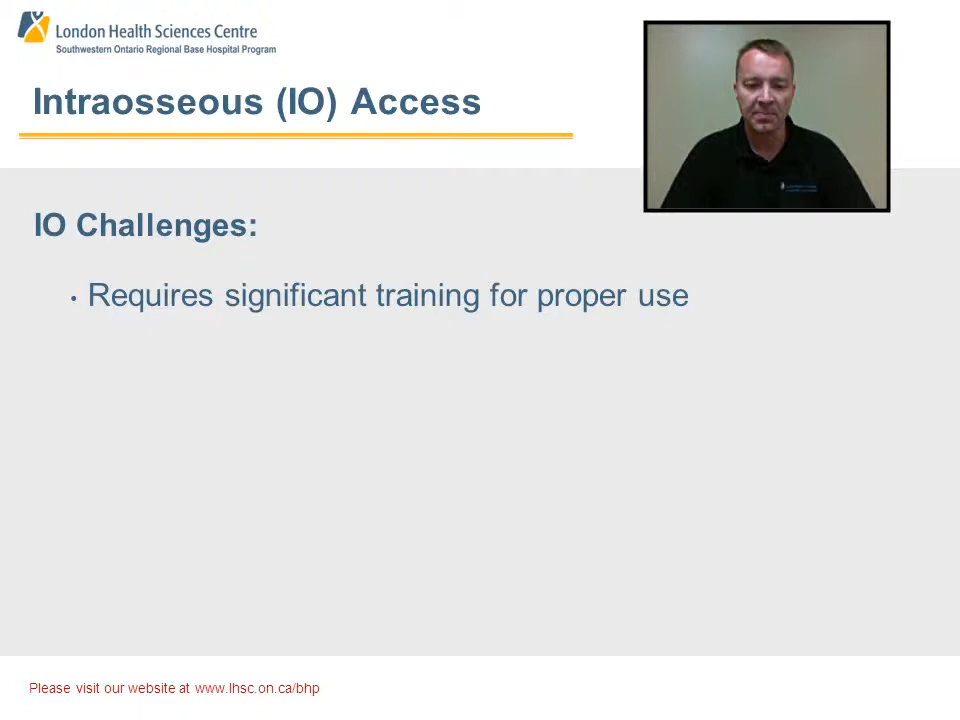 London Health Sciences Centre
Southwestern Ontario Regional Base Hospital Program
Intraosseous (IO) Access
IO Challenges:
• Requires significant training for proper use
Please visit our website at www.lhsc.on.ca/bhp